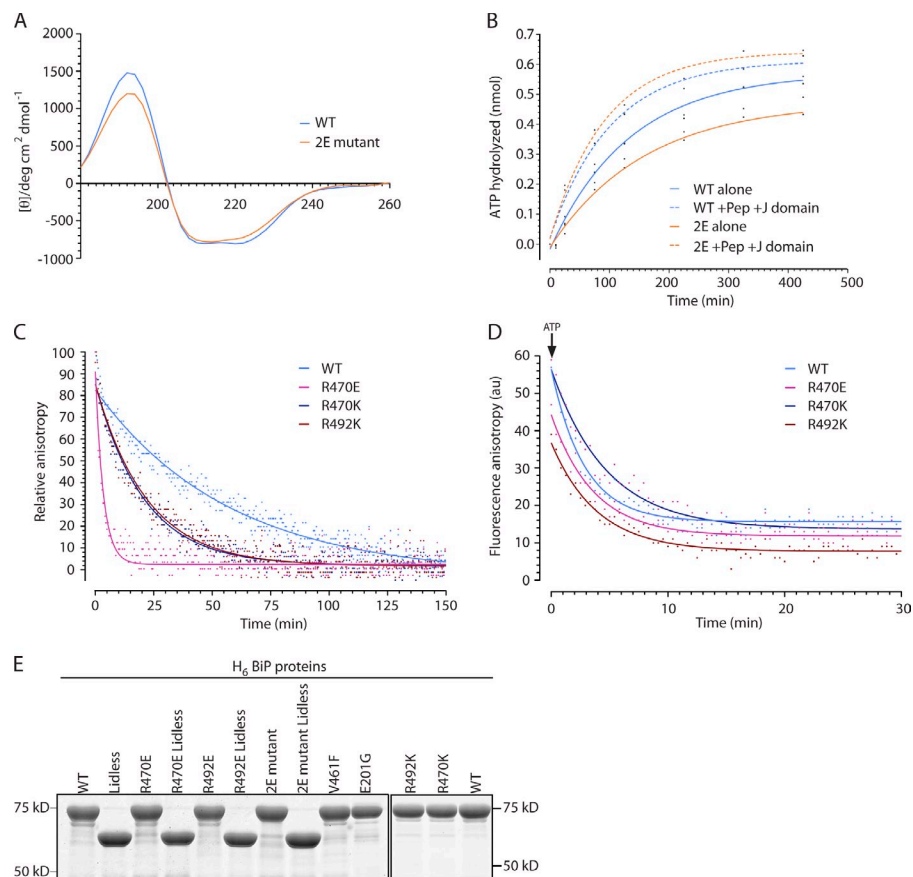 A
2000
1500
1000
500
0
-500
-1000
[θ]/deg cm² dmol⁻¹
200
220
240
260
WT
2E mutant
B
0.7
0.6
0.5
0.4
0.3
0.2
0.1
0.0
ATP hydrolyzed (nmol)
WT alone
WT +Pep +J domain
2E alone
2E +Pep +J domain
0 100 200 300 400 500
Time (min)
C
100
90
80
70
60
50
40
30
20
10
0
Relative anisotropy
WT
R470E
R470K
R492K
0 25 50 75 100 125 150
Time (min)
D
ATP
60
50
40
30
20
10
0
Fluorescence anisotropy (au)
WT
R470E
R470K
R492K
0 10 20 30
Time (min)
E
H₆ BiP proteins
WT
Lidless
R470E
R470E Lidless
R492E
R492E Lidless
2E mutant
2E mutant Lidless
V461F
E201G
R492K
R470K
WT
75 kD
50 kD
75 kD
50 kD